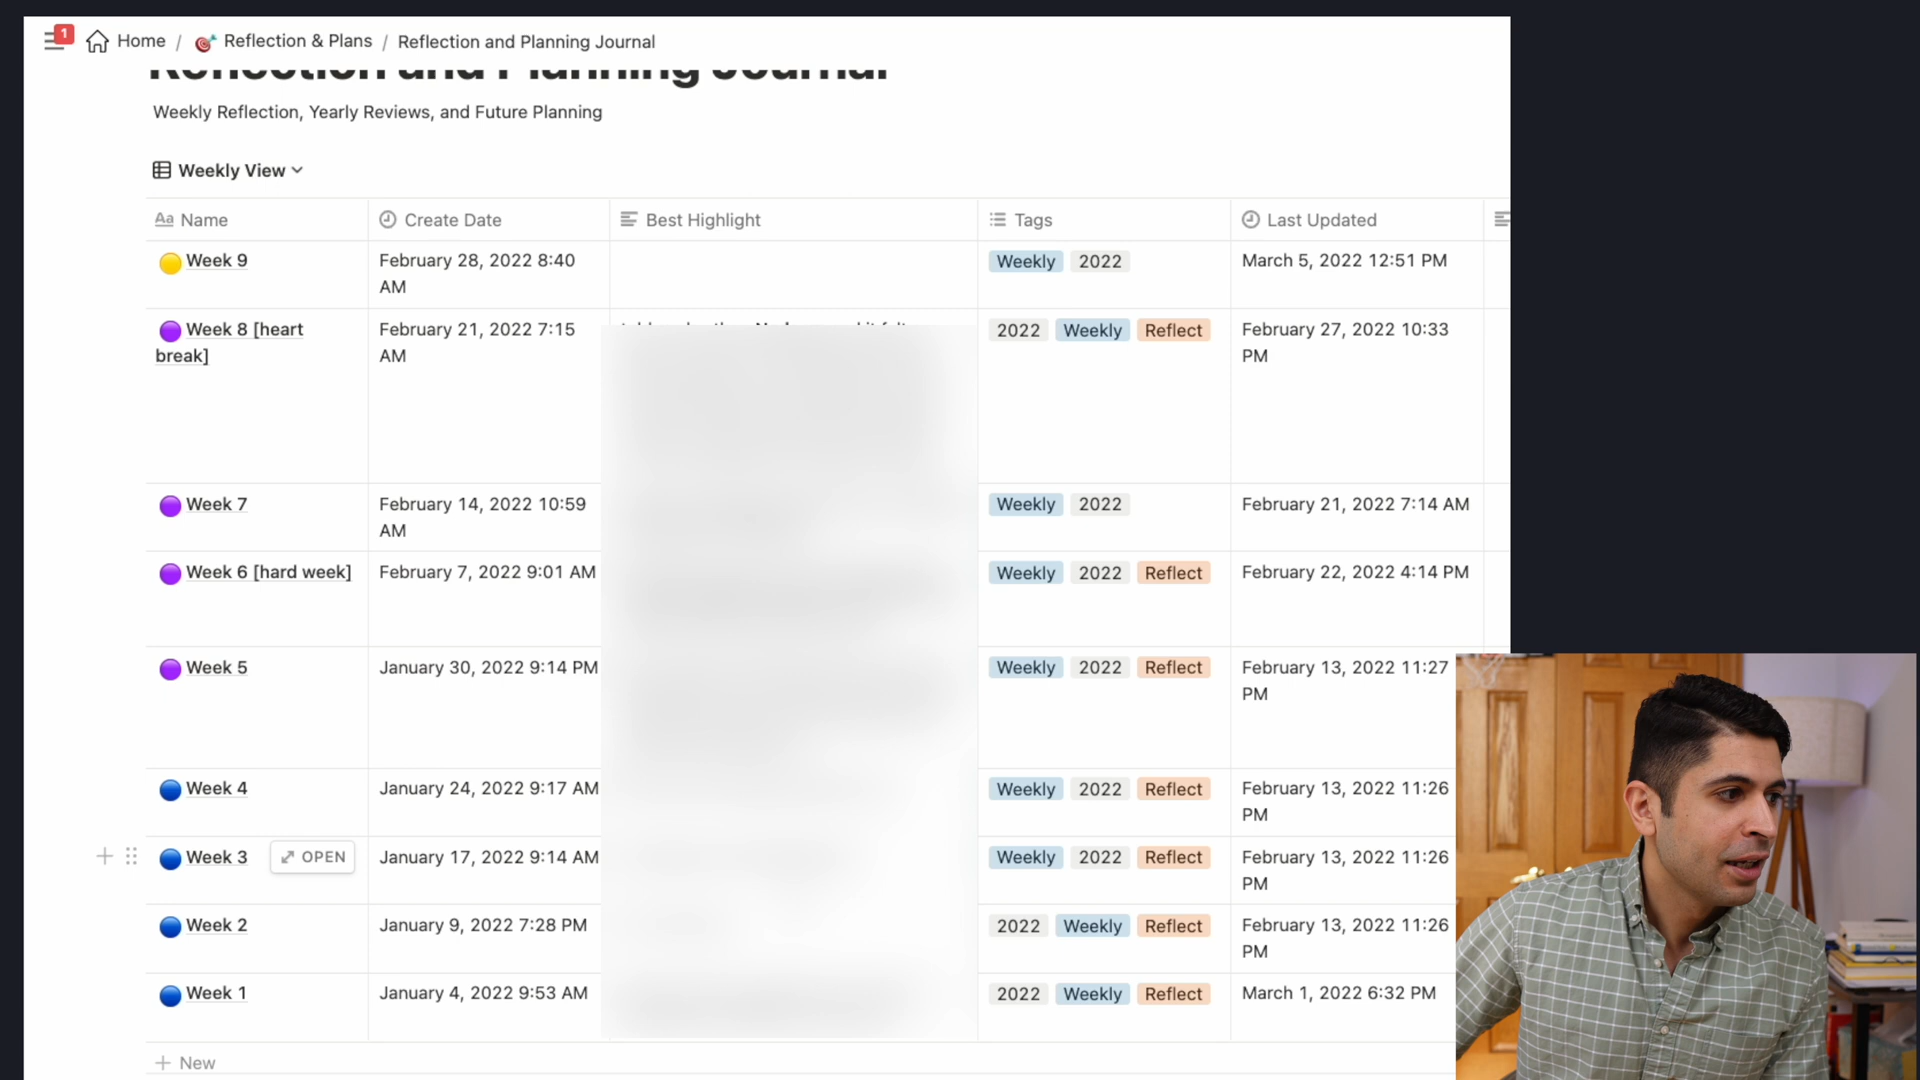 1
Home / Reflection & Plans / Reflection and Planning Journal
Reflection and Planning Journal
Weekly Reflection, Yearly Reviews, and Future Planning
Weekly View
Aa Name Create Date Best Highlight Tags Last Updated
Week 9 February 28, 2022 8:40 AM Weekly 2022 March 5, 2022 12:51 PM
Week 8 [heart break] February 21, 2022 7:15 AM 2022 Weekly Reflect February 27, 2022 10:33 PM
Week 7 February 14, 2022 10:59 AM Weekly 2022 February 21, 2022 7:14 AM
Week 6 [hard week] February 7, 2022 9:01 AM Weekly 2022 Reflect February 22, 2022 4:14 PM
Week 5 January 30, 2022 9:14 PM Weekly 2022 Reflect February 13, 2022 11:27 PM
Week 4 January 24, 2022 9:17 AM Weekly 2022 Reflect February 13, 2022 11:26 PM
Week 3 OPEN January 17, 2022 9:14 AM Weekly 2022 Reflect February 13, 2022 11:26 PM
Week 2 January 9, 2022 7:28 PM 2022 Weekly Reflect February 13, 2022 11:26 PM
Week 1 January 4, 2022 9:53 AM 2022 Weekly Reflect March 1, 2022 6:32 PM
+ New